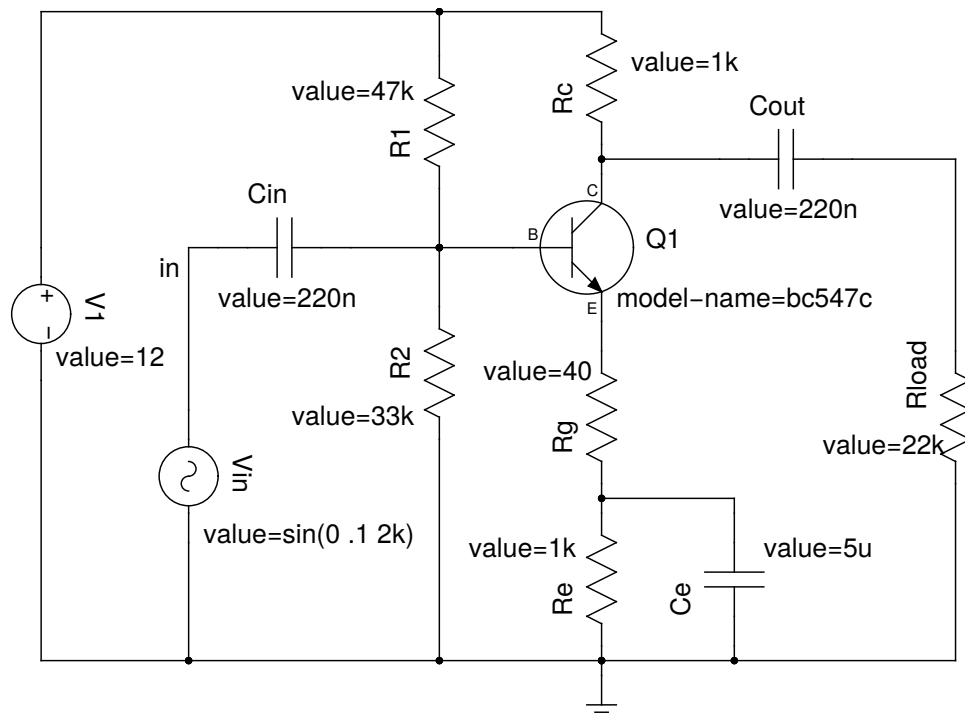 value=1k
Rc
value=47k
R1
Cout
value=220n
Cin
in
value=220n
C
B
E
Q1
model−name=bc547c
V1
+
−
value=12
R2
value=33k
value=40
Rg
Rload
value=22k
Vin
value=sin(0 .1 2k)
value=1k
Re
value=5u
Ce